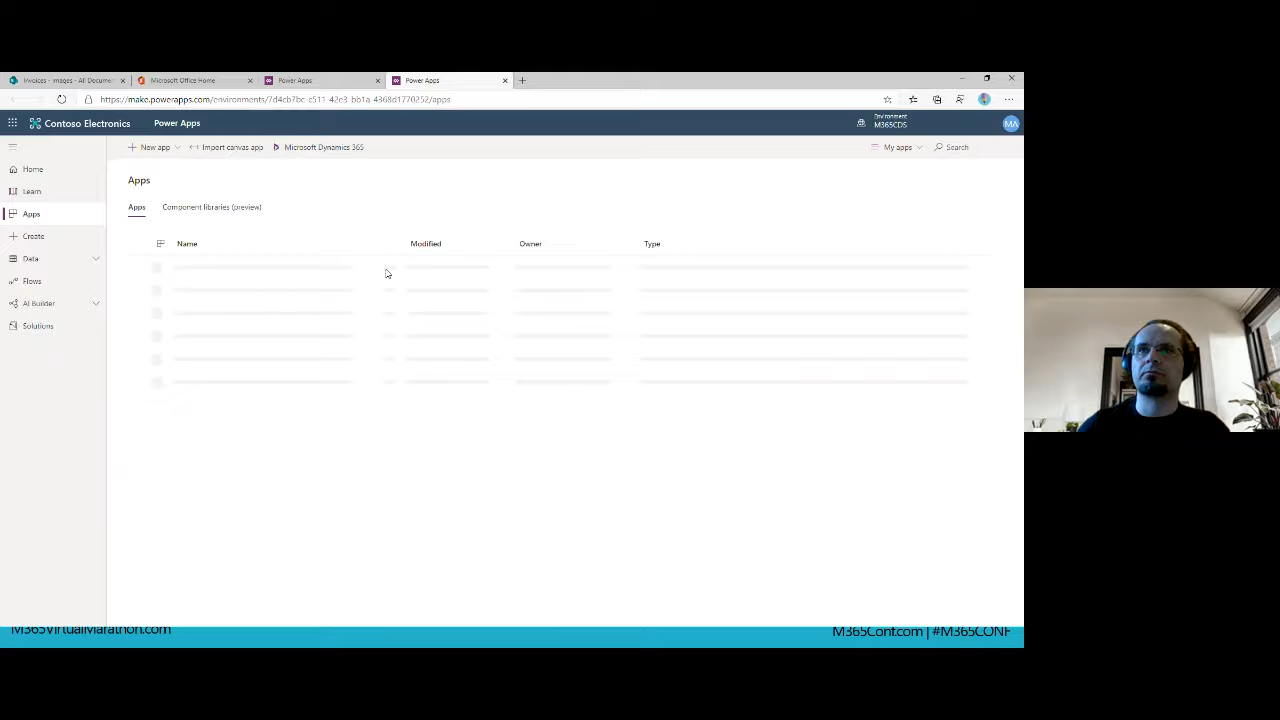 Invoices - Images - All Documen
Microsoft Office Home
Power Apps
Power Apps
https://make.powerapps.com/environments/7d4cb7bc-c511-42e3-bb1a-4368d1770252/apps
Contoso Electronics
Power Apps
Environment
M365CDS
MA
New app
Import canvas app
Microsoft Dynamics 365
My apps
Search
Home
Learn
Apps
Create
Data
Flows
AI Builder
Solutions
Apps
Apps
Component libraries (preview)
Name
Modified
Owner
Type
M365VirtualMarathon.com
M365Conf.com | #M365CONF